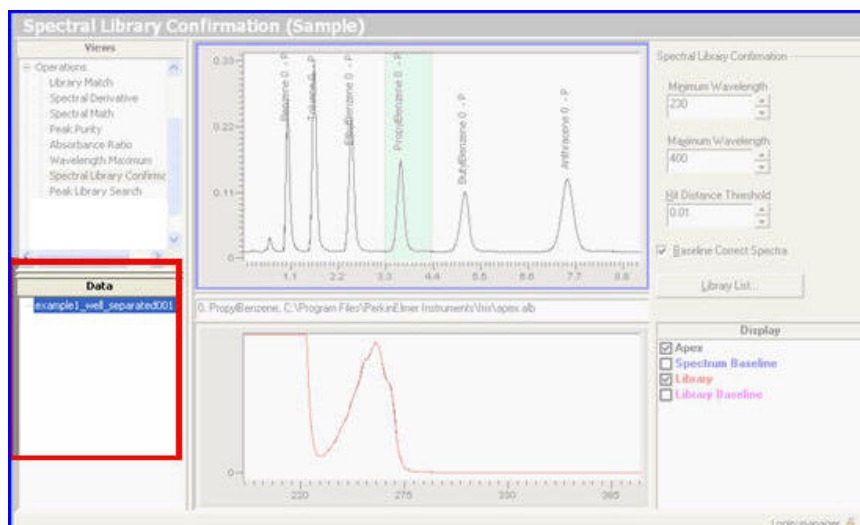 Spectral Library Confirmation (Sample)
Views
Operations
Library Match
Spectral Derivative
Spectral Math
Peak Purity
Absorbance Ratio
Wavelength Maximum
Spectral Library Confirmc
Peak Library Search
Data
example1_well_separated001
0.33
0.22
0.11
0
Benzene 0 - P
Toluene 0 - P
EthylBenzene 0 - P
PropylBenzene 0 - P
ButylBenzene 0 - P
Anthracene 0 - P
1.1 2.2 3.3 4.4 5.5 6.6 7.7 8.8
0. PropylBenzene, C:\Program Files\PerkinElmer Instruments\Iris\apex.alb
0
220 275 330 385
Spectral Library Confirmation
Minimum Wavelength
230
Maximum Wavelength
400
Hit Distance Threshold
0.01
Baseline Correct Spectra
Library List...
Display
Apex
Spectrum Baseline
Library
Library Baseline